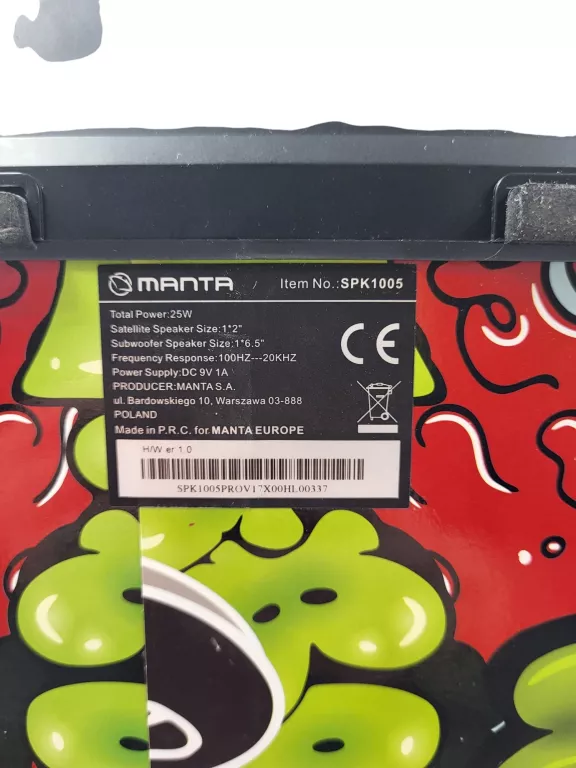 MANTA Item No.:SPK1005
Total Power:25W
Satellite Speaker Size:1*2"
Subwoofer Speaker Size:1*6.5"
Frequency Response:100HZ---20KHZ
Power Supply:DC 9V 1A
PRODUCER:MANTA S.A.
ul. Bardowskiego 10, Warszawa 03-888
POLAND
Made in P.R.C. for MANTA EUROPE
CE
H/W er 1.0
SPK1005PROV17X00HL00337